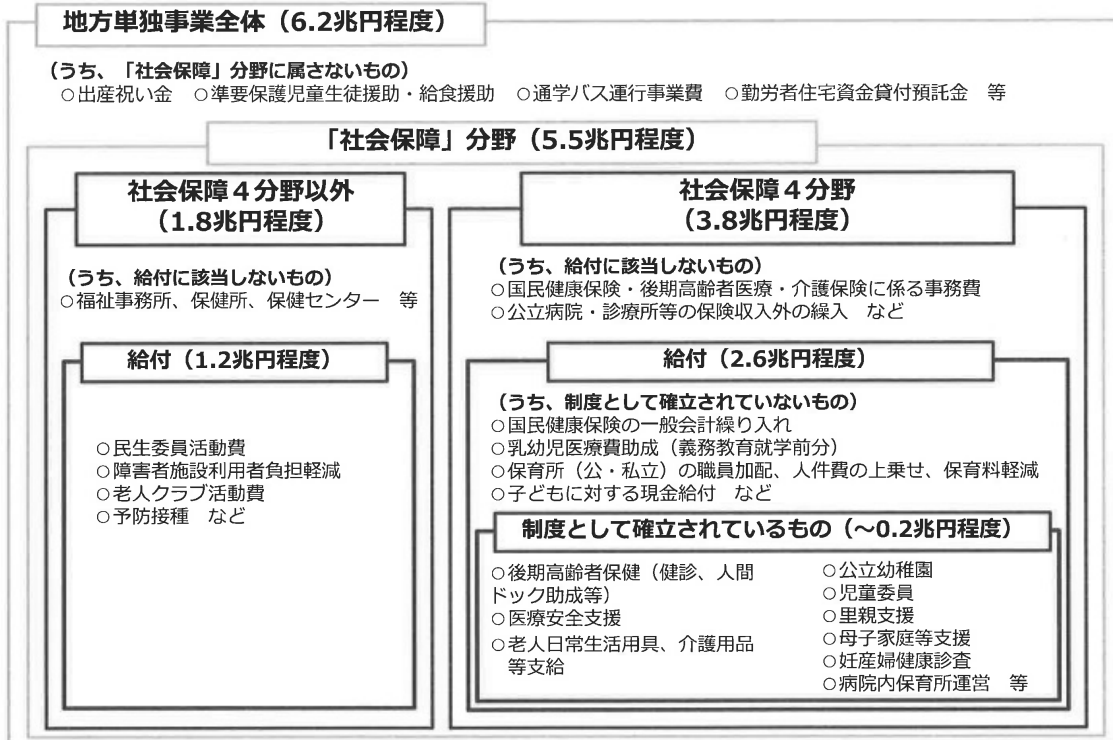 地方単独事業全体（6.2兆円程度）
（うち、「社会保障」分野に属さないもの）
○出産祝い金　○準要保護児童生徒援助・給食援助　○通学バス運行事業費　○勤労者住宅資金貸付預託金　等
「社会保障」分野（5.5兆円程度）
社会保障４分野以外
（1.8兆円程度）
（うち、給付に該当しないもの）
○福祉事務所、保健所、保健センター　等
給付（1.2兆円程度）
○民生委員活動費
○障害者施設利用者負担軽減
○老人クラブ活動費
○予防接種　など
社会保障４分野
（3.8兆円程度）
（うち、給付に該当しないもの）
○国民健康保険・後期高齢者医療・介護保険に係る事務費
○公立病院・診療所等の保険収入外の繰入　など
給付（2.6兆円程度）
（うち、制度として確立されていないもの）
○国民健康保険の一般会計繰り入れ
○乳幼児医療費助成（義務教育就学前分）
○保育所（公・私立）の職員加配、人件費の上乗せ、保育料軽減
○子どもに対する現金給付　など
制度として確立されているもの（～0.2兆円程度）
○後期高齢者保健（健診、人間
ドック助成等）
○医療安全支援
○老人日常生活用具、介護用品
等支給
○公立幼稚園
○児童委員
○里親支援
○母子家庭等支援
○妊産婦健康診査
○病院内保育所運営　等